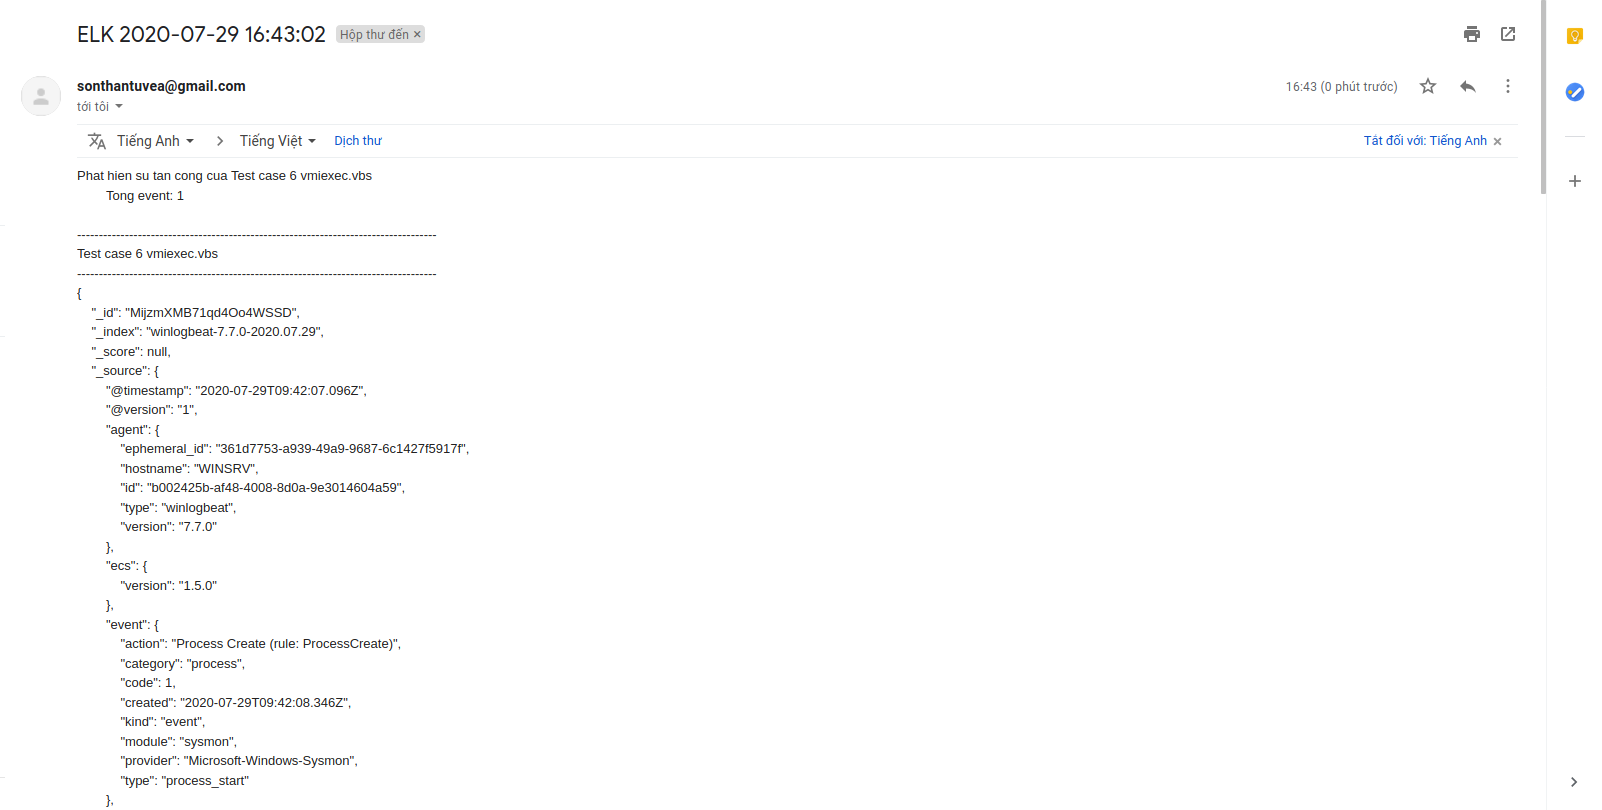 ELK 2020-07-29 16:43:02 Hộp thư đến ×
sonthantuvea@gmail.com 16:43 (0 phút trước)
tới tôi
Tiếng Anh > Tiếng Việt Dịch thư Tắt đối với: Tiếng Anh ×
Phat hien su tan cong cua Test case 6 vmiexec.vbs
Tong event: 1
-----------------------------------------------------------------------------------
Test case 6 vmiexec.vbs
-----------------------------------------------------------------------------------
{
"_id": "MijzmXMB71qd4Oo4WSSD",
"_index": "winlogbeat-7.7.0-2020.07.29",
"_score": null,
"_source": {
"@timestamp": "2020-07-29T09:42:07.096Z",
"@version": "1",
"agent": {
"ephemeral_id": "361d7753-a939-49a9-9687-6c1427f5917f",
"hostname": "WINSRV",
"id": "b002425b-af48-4008-8d0a-9e3014604a59",
"type": "winlogbeat",
"version": "7.7.0"
},
"ecs": {
"version": "1.5.0"
},
"event": {
"action": "Process Create (rule: ProcessCreate)",
"category": "process",
"code": 1,
"created": "2020-07-29T09:42:08.346Z",
"kind": "event",
"module": "sysmon",
"provider": "Microsoft-Windows-Sysmon",
"type": "process_start"
},